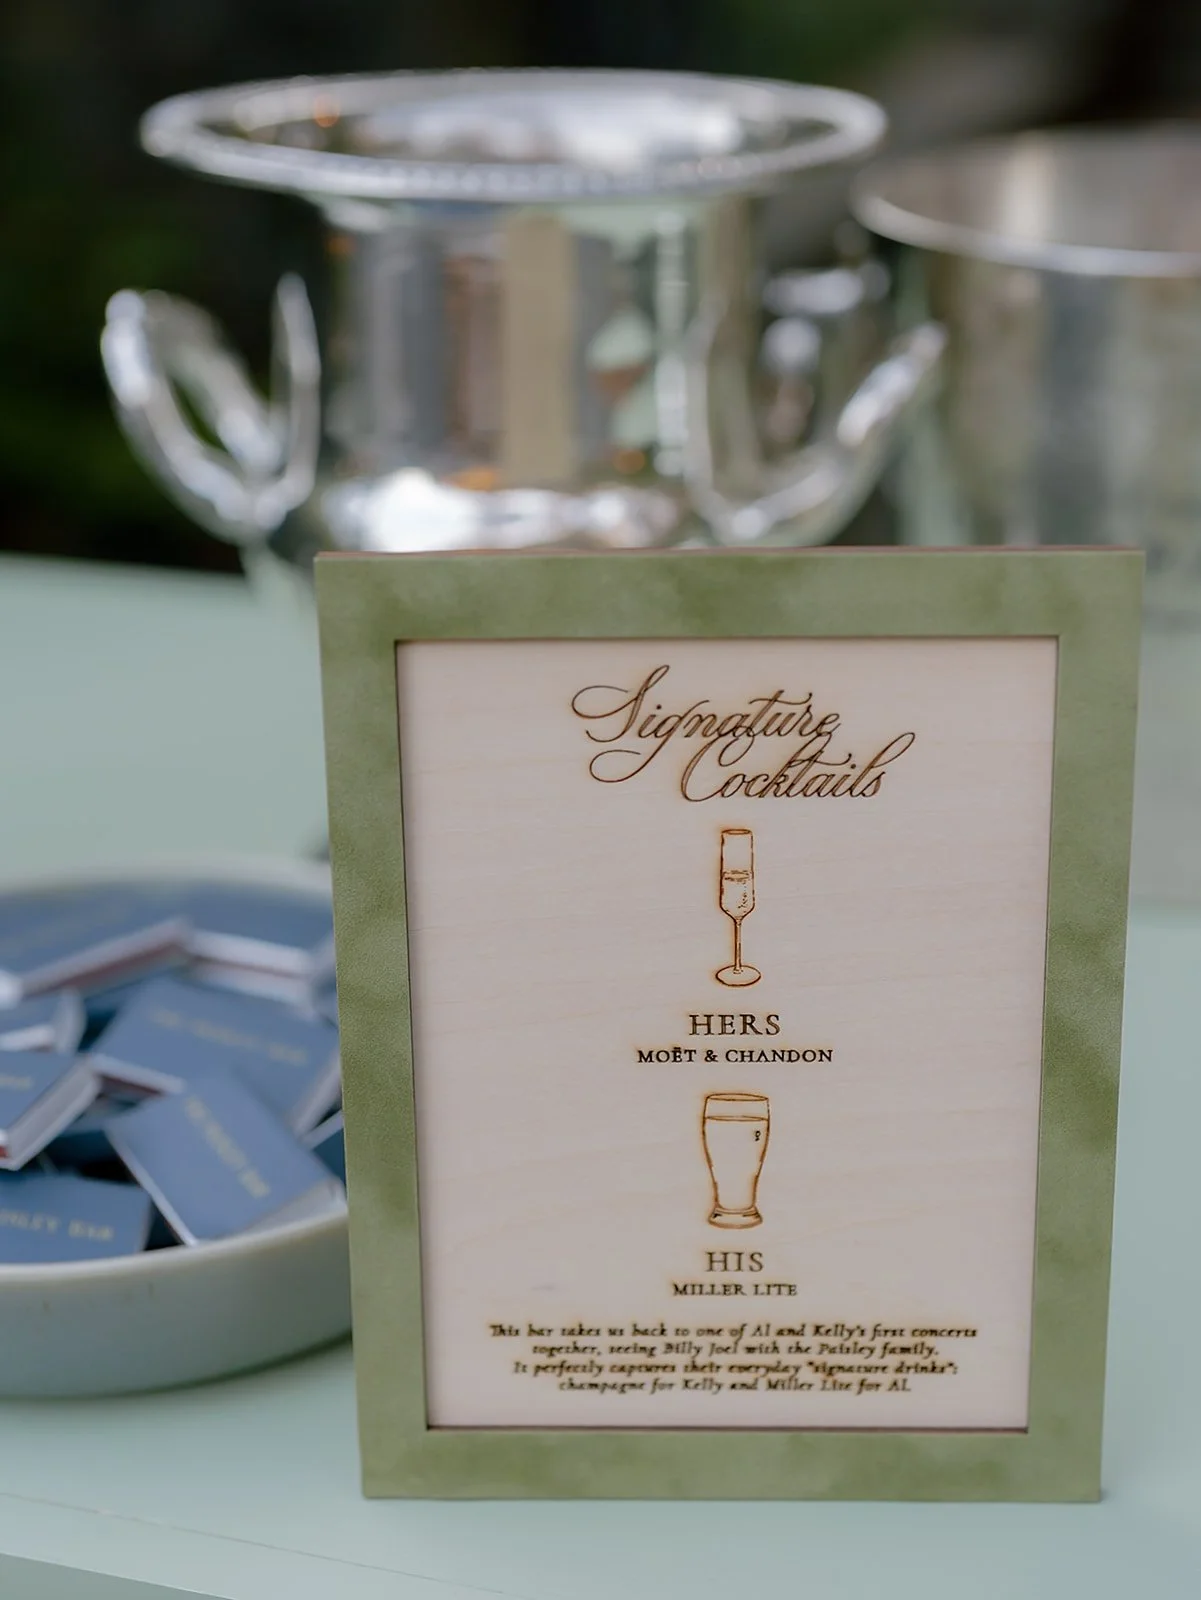 Signature
Cocktails
HERS
MOËT & CHANDON
HIS
MILLER LITE
This bar takes us back to one of Al and Kelly's first concerts
together, seeing Billy Joel with the Paisley family.
It perfectly captures their everyday "signature drinks":
champagne for Kelly and Miller Lite for Al.
BAR